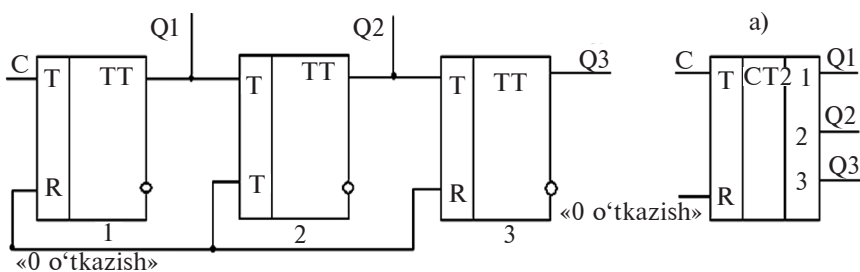 Q1 Q2 а)
C T TT T TT T TT Q3 C T CT2 1 Q1
2 Q2
R T R 3 Q3
«0 o‘tkazish» R
1 2 3
«0 o‘tkazish»